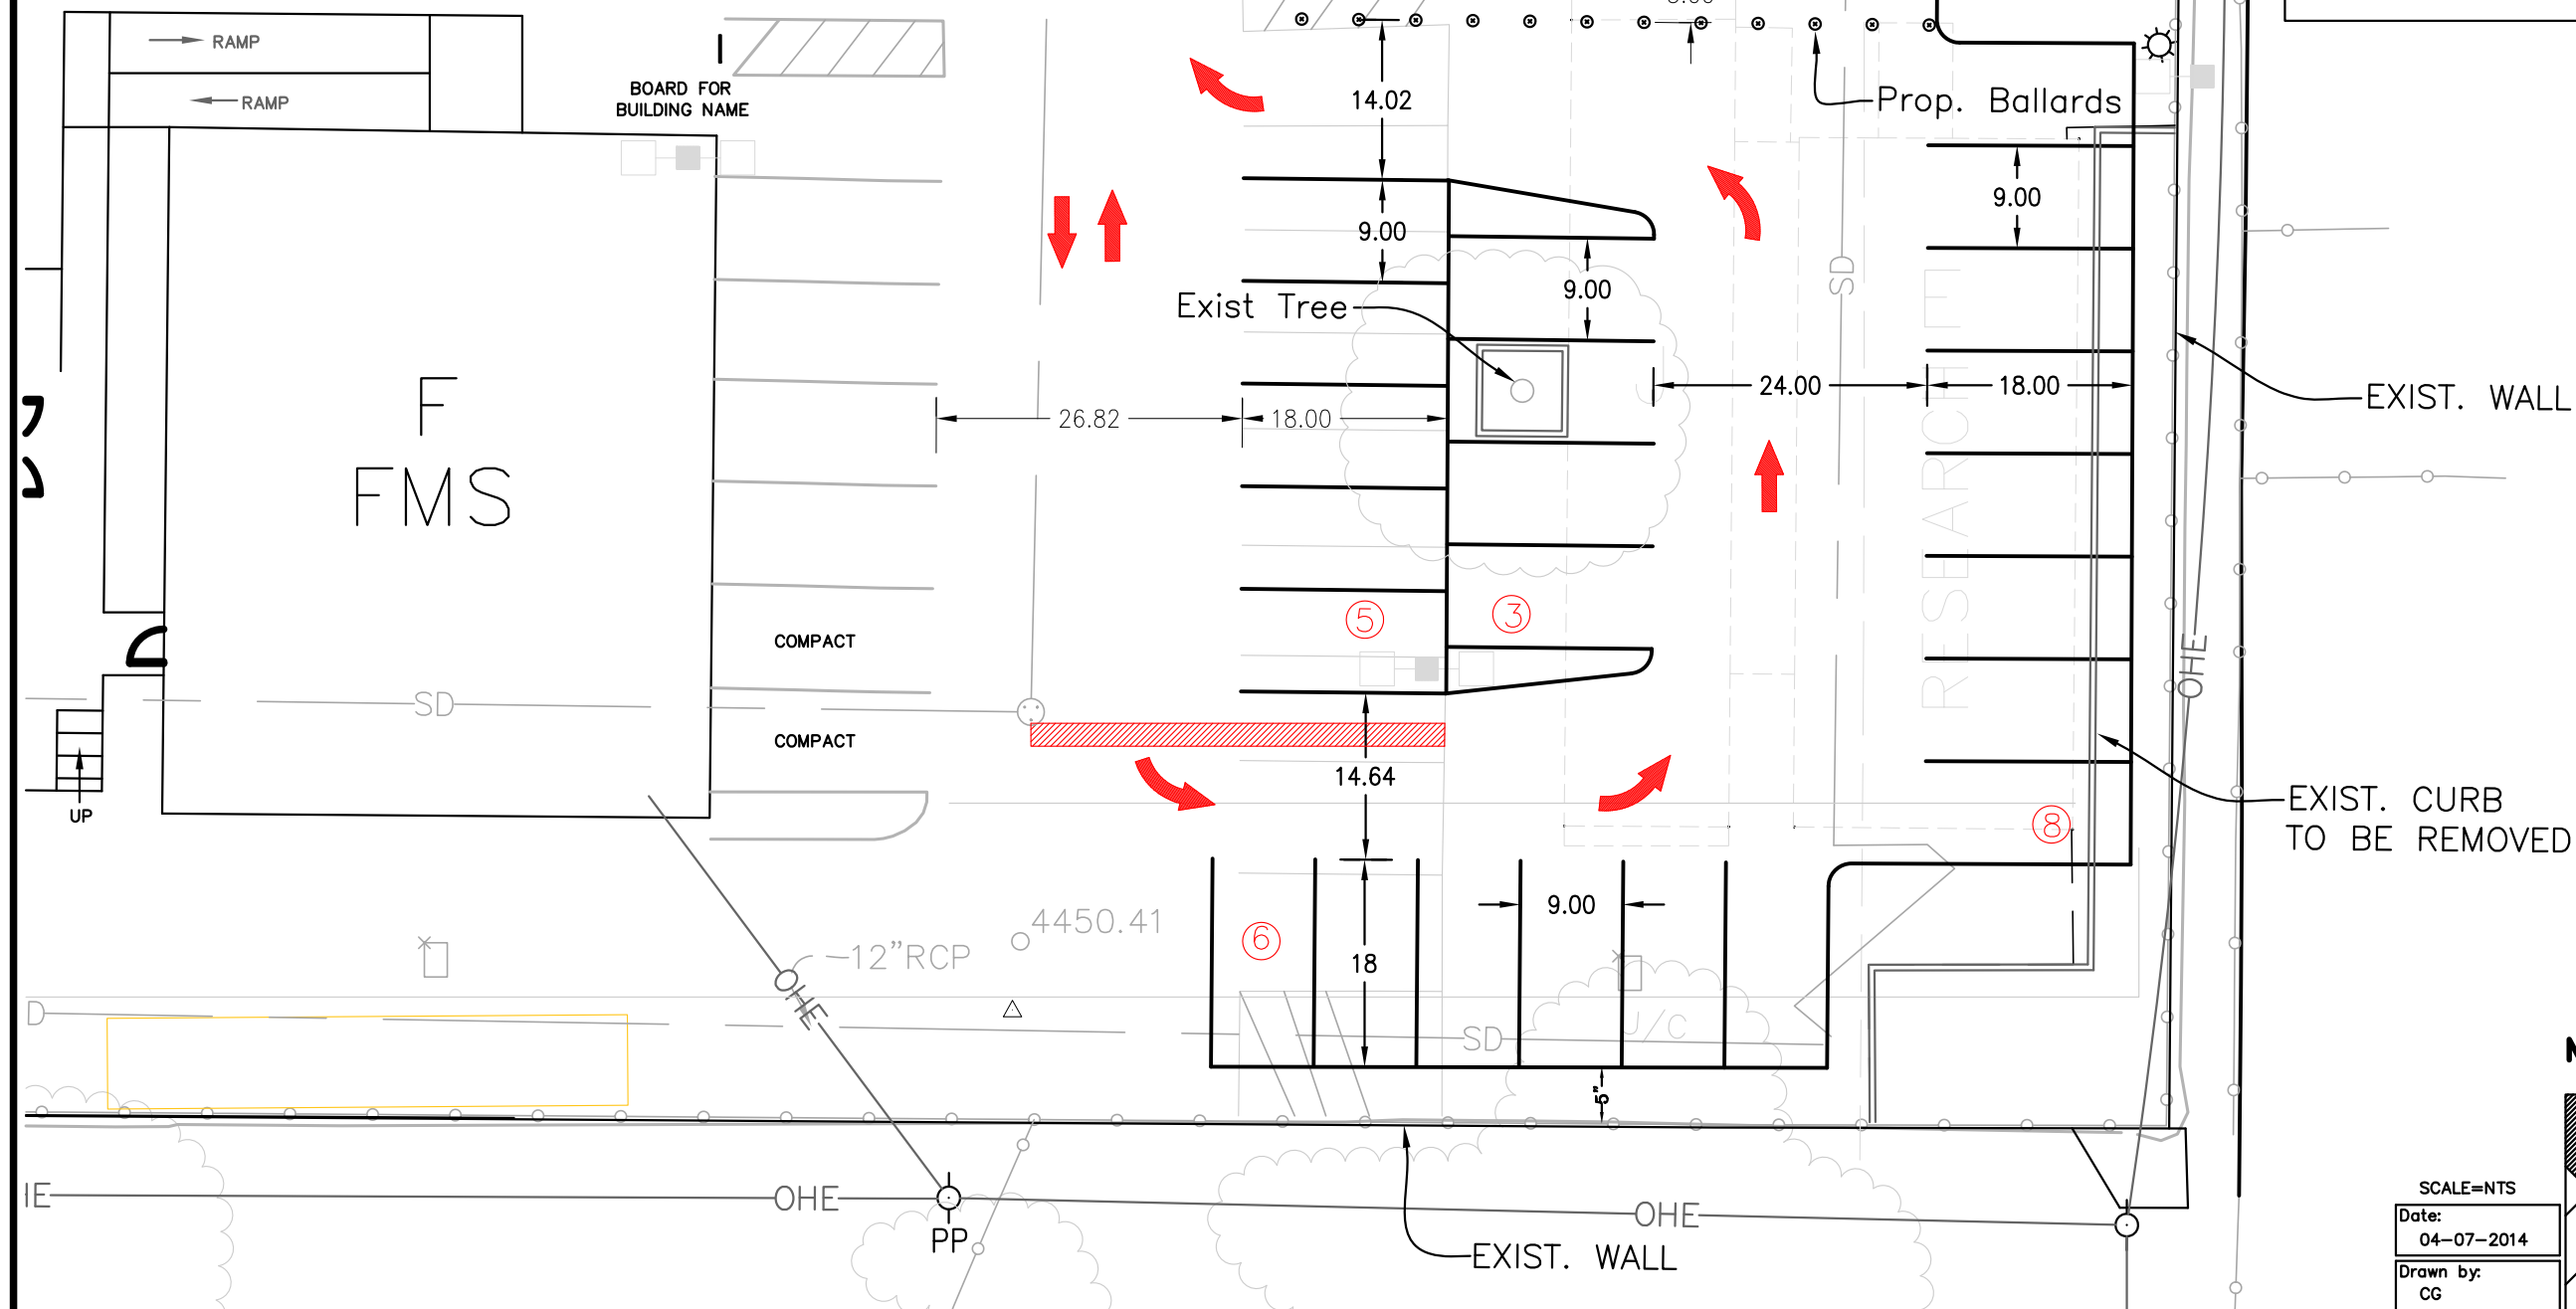 RAMP
RAMP
BOARD FOR
BUILDING NAME
14.02
Prop. Ballards
9.00
9.00
9.00
SD
Exist Tree
F
FMS
26.82
18.00
24.00
18.00
EXIST. WALL
RESEARCH
5
3
COMPACT
COMPACT
SD
OHE
UP
14.64
EXIST. CURB
TO BE REMOVED
8
9.00
6
18
4450.41
12"RCP
OHE
D
SD
J/C
5"
SCALE=NTS
OHE
OHE
PP
EXIST. WALL
Date:
04-07-2014
Drawn by:
CG